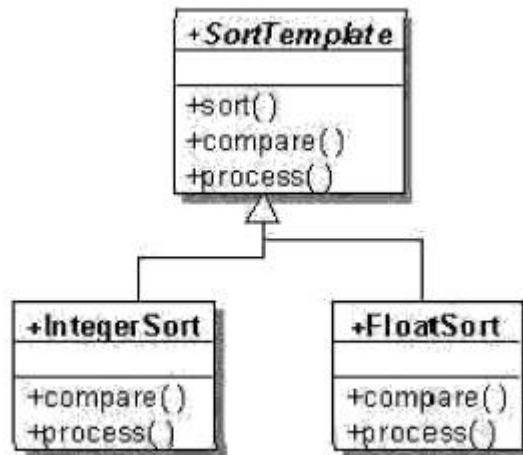 +SortTemplate
+sort()
+compare()
+process()
+IntegerSort
+compare()
+process()
+FloatSort
+compare()
+process()